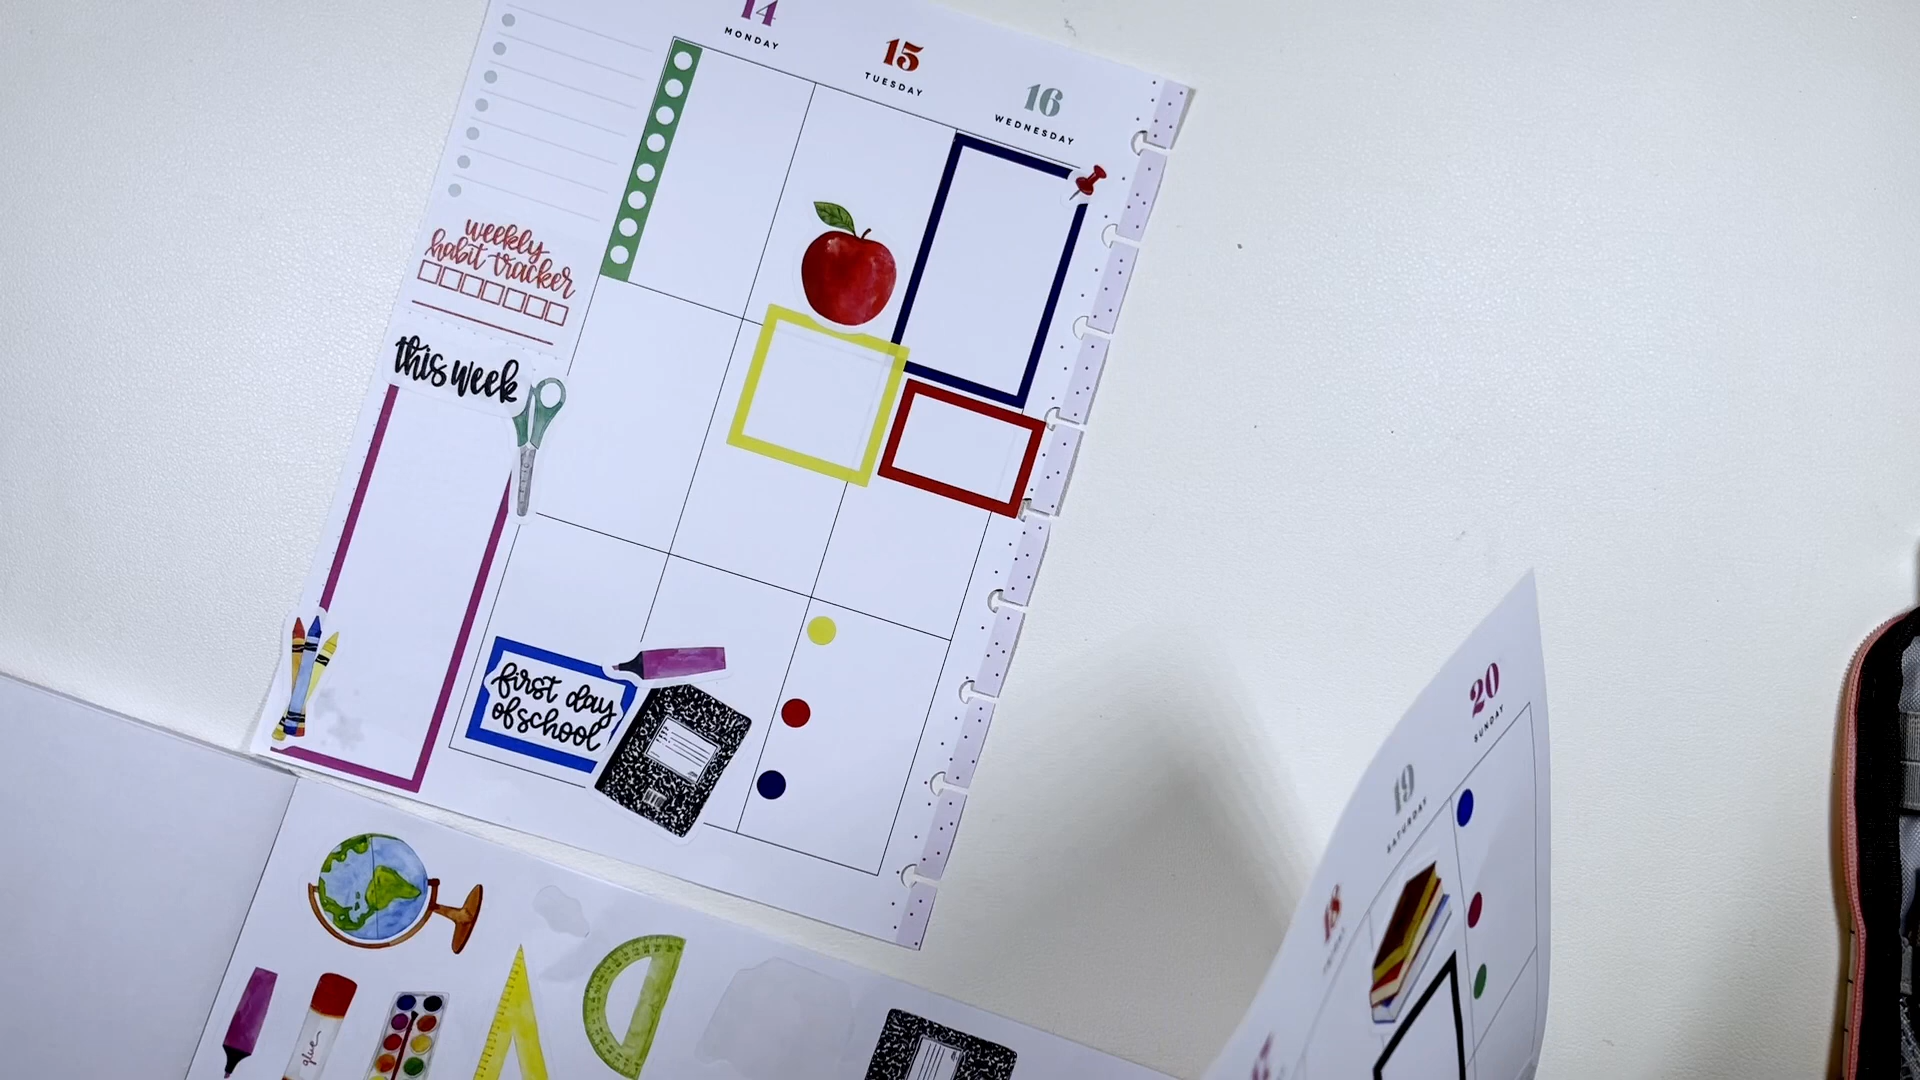 14
MONDAY
15
TUESDAY
16
WEDNESDAY
weekly
habit tracker
this week
first day
of school
20
SUNDAY
19
SATURDAY
18
glue